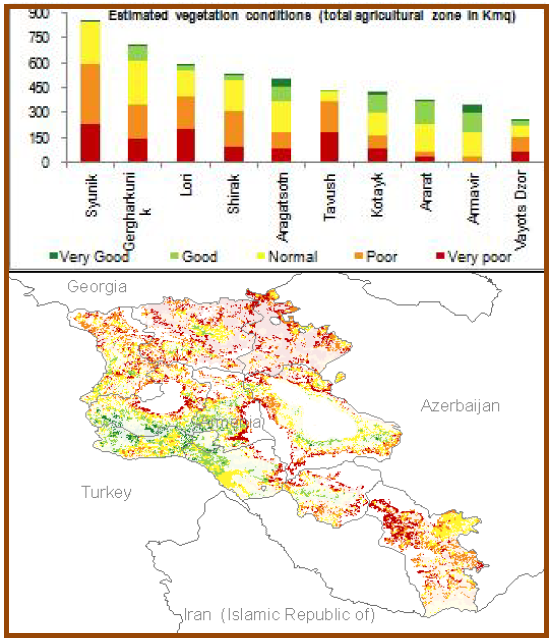 Estimated vegetation conditions (total agricultural zone in Kmq)
900
750
600
450
300
150
0
Syunik
Gergharkuni
k
Lori
Shirak
Aragatsotn
Tavush
Kotayk
Ararat
Armavir
Vayots Dzor
Very Good
Good
Normal
Poor
Very poor
Georgia
Azerbaijan
Armenia
Turkey
Iran (Islamic Republic of)